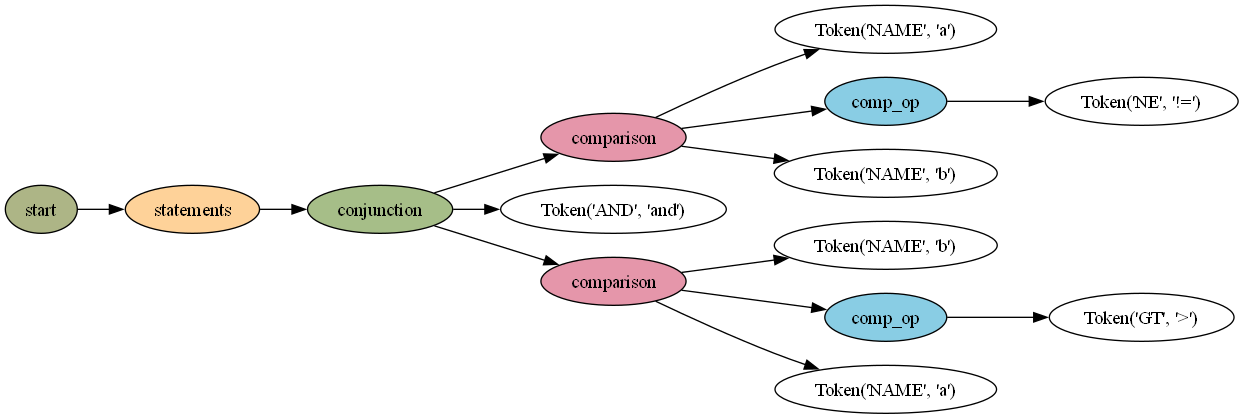 start
statements
conjunction
comparison
Token('NAME', 'a')
comp_op
Token('NE', '!=')
Token('NAME', 'b')
Token('AND', 'and')
comparison
Token('NAME', 'b')
comp_op
Token('GT', '>')
Token('NAME', 'a')